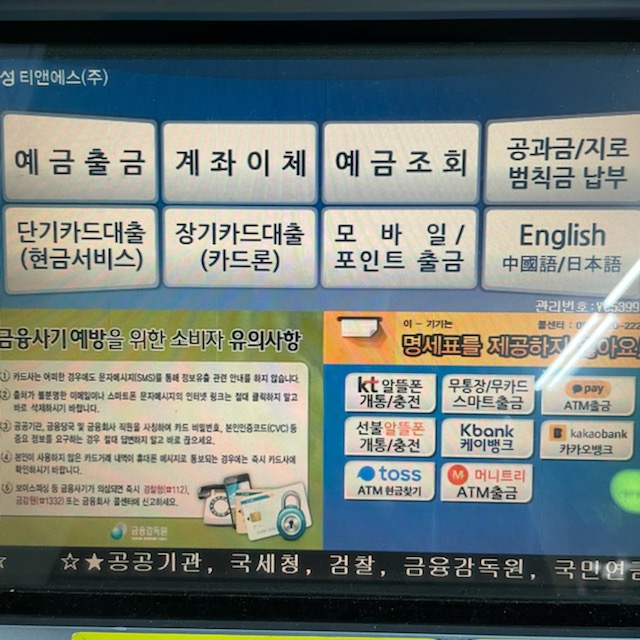 성 티앤에스(주)
예금출금
계좌이체
예금조회
공과금/지로
범칙금 납부
단기카드대출
(현금서비스)
장기카드대출
(카드론)
모 바 일/
포인트 출금
English
中國語/日本語
관리번호:
금융사기 예방을 위한 소비자 유의사항
1 카드사는 어떠한 경우에도 문자메시지(SMS)를 통해 정보유출 관련 안내를 하지 않습니다.
2 출처가 불분명한 이메일이나 스마트폰 문자메시지의 인터넷 링크는 절대 클릭하지 말고
바로 삭제하시기 바랍니다.
3 공공기관, 금융당국 및 금융회사 직원을 사칭하여 카드 비밀번호, 본인인증코드(CVC) 등
중요 정보를 요구하는 경우 절대 답변하지 말고 바로 끊으세요.
4 본인이 사용하지 않은 카드거래 내역이 휴대폰 메시지로 통보되는 경우에는 즉시 카드사에
확인하시기 바랍니다.
5 보이스피싱 등 금융사기가 의심되면 즉시 경찰청(☎112),
금감원(☎1332) 또는 금융회사 콜센터에 신고하세요.
금융감독원
이 - 기기는
콜센터 :
명세표를 제공하지
kt 알뜰폰
개통/충전
무통장/무카드
스마트출금
pay
ATM출금
선불알뜰폰
개통/충전
Kbank
케이뱅크
kakaobank
카카오뱅크
toss
ATM 현금찾기
머니트리
ATM출금
☆ ☆★공공기관, 국세청, 검찰, 금융감독원, 국민연금